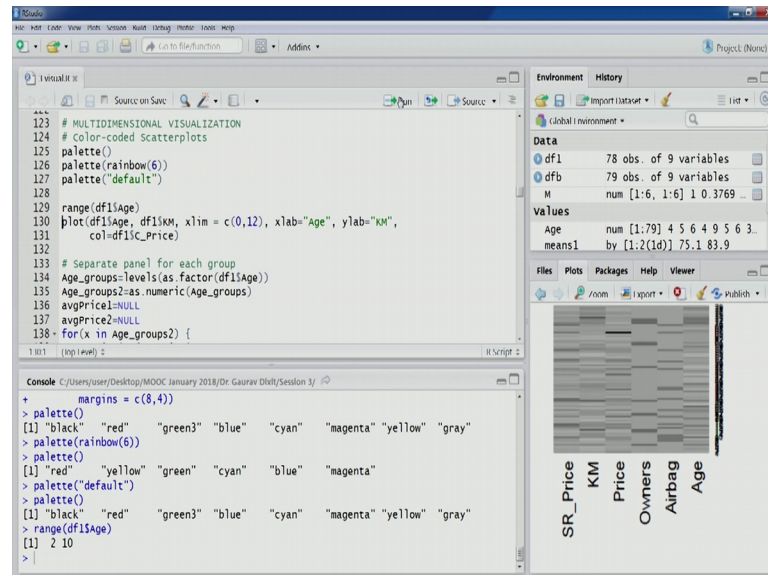 RStudio
File Edit Code View Plots Session Build Debug Profile Tools Help
Go to file/function Addins Project: (None)
1visual.R
Source on Save Run Source
123 # MULTIDIMENSIONAL VISUALIZATION
124 # Color-coded Scatterplots
125 palette()
126 palette(rainbow(6))
127 palette("default")
128
129 range(df1$Age)
130 plot(df1$Age, df1$KM, xlim = c(0,12), xlab="Age", ylab="KM",
131 col=df1$C_Price)
132
133 # Separate panel for each group
134 Age_groups=levels(as.factor(df1$Age))
135 Age_groups2=as.numeric(Age_groups)
136 avgPrice1=NULL
137 avgPrice2=NULL
138 for(x in Age_groups2) {
130:1 (Top Level) R Script
Console C:/Users/user/Desktop/MOOC January 2018/Dr. Gaurav Dixit/Session 3/
+ margins = c(8,4))
> palette()
[1] "black" "red" "green3" "blue" "cyan" "magenta" "yellow" "gray"
> palette(rainbow(6))
> palette()
[1] "red" "yellow" "green" "cyan" "blue" "magenta"
> palette("default")
> palette()
[1] "black" "red" "green3" "blue" "cyan" "magenta" "yellow" "gray"
> range(df1$Age)
[1] 2 10
>
Environment History
Import Dataset List
Global Environment
Data
df1 78 obs. of 9 variables
dfb 79 obs. of 9 variables
M num [1:6, 1:6] 1 0.3769 ...
Values
Age num [1:79] 4 5 6 4 9 5 6 3…
means1 by [1:2(1d)] 75.1 83.9
Files Plots Packages Help Viewer
Zoom Export Publish
SR_Price
KM
Price
Owners
Airbag
Age